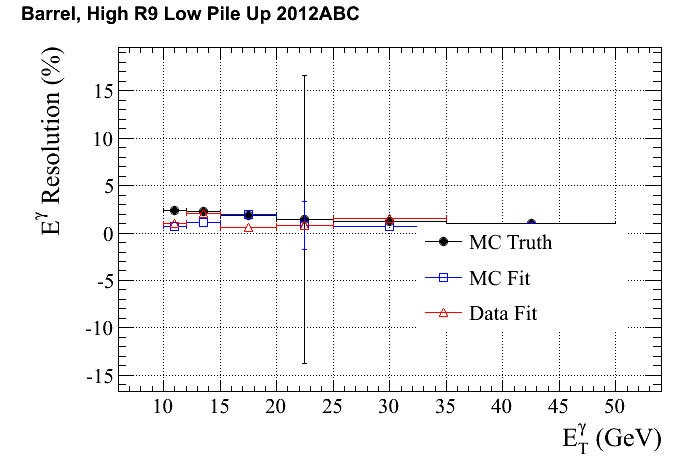 Barrel, High R9 Low Pile Up 2012ABC
E^γ Resolution (%)
15
10
5
0
-5
-10
-15
MC Truth
MC Fit
Data Fit
10 15 20 25 30 35 40 45 50
E_T^γ (GeV)